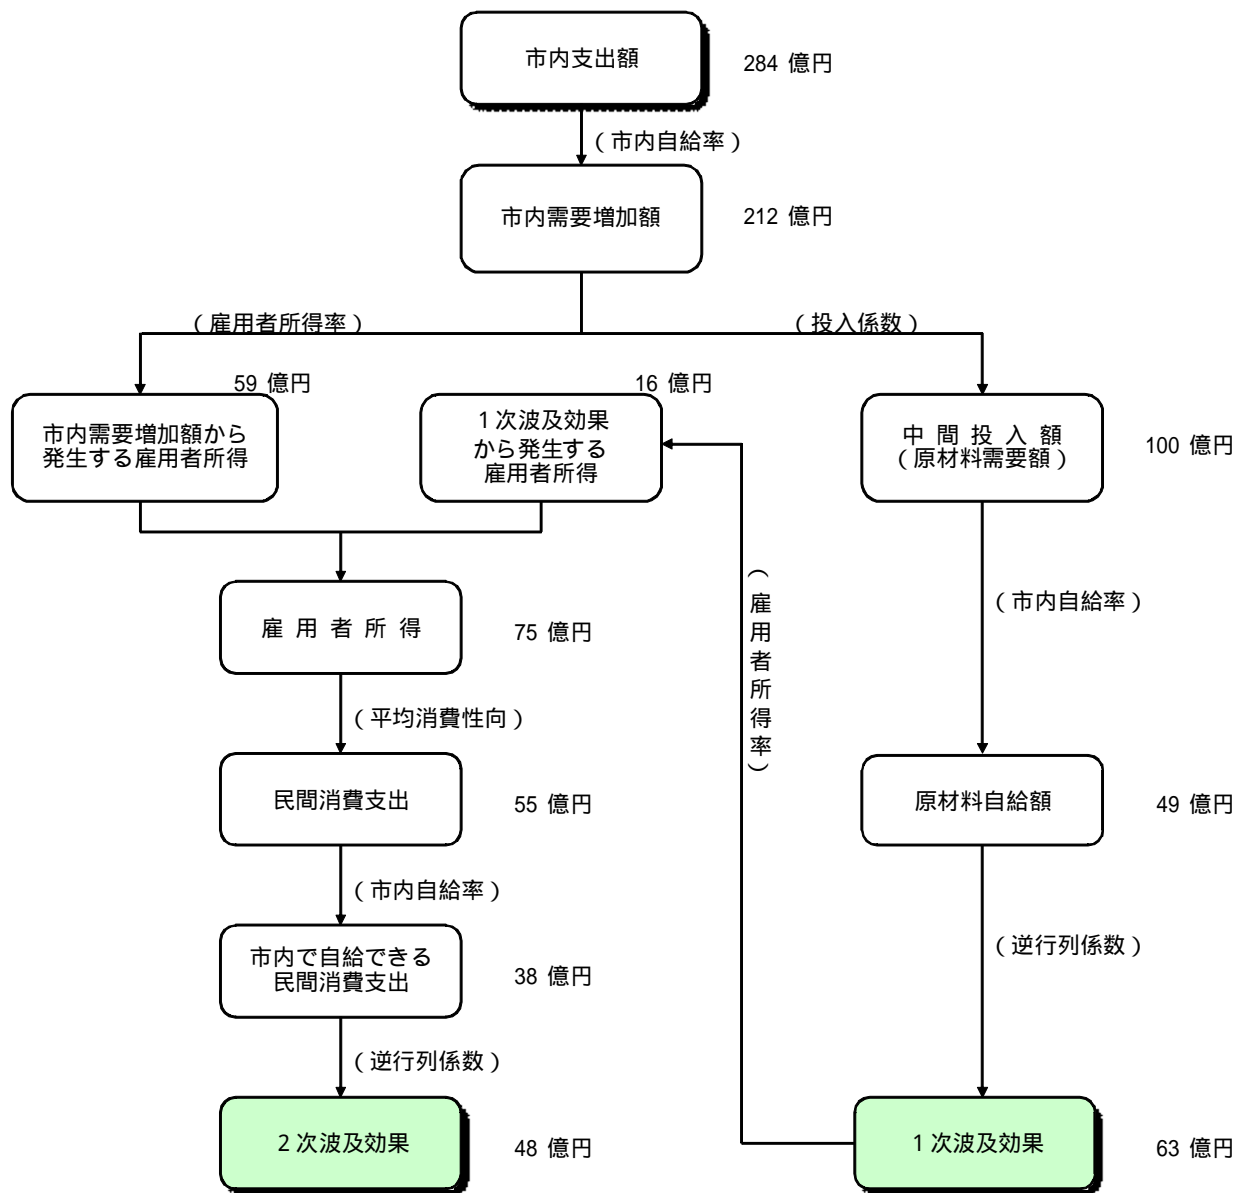 市内支出額
284 億円
（市内自給率）
市内需要増加額
212 億円
（雇用者所得率）
（投入係数）
59 億円
16 億円
市内需要増加額から
発生する雇用者所得
１次波及効果
から発生する
雇用者所得
中 間 投 入 額
（原材料需要額）
100 億円
（雇用者所得率）
（市内自給率）
雇 用 者 所 得
75 億円
（平均消費性向）
民間消費支出
55 億円
原材料自給額
49 億円
（市内自給率）
市内で自給できる
民間消費支出
38 億円
（逆行列係数）
（逆行列係数）
２次波及効果
48 億円
１次波及効果
63 億円